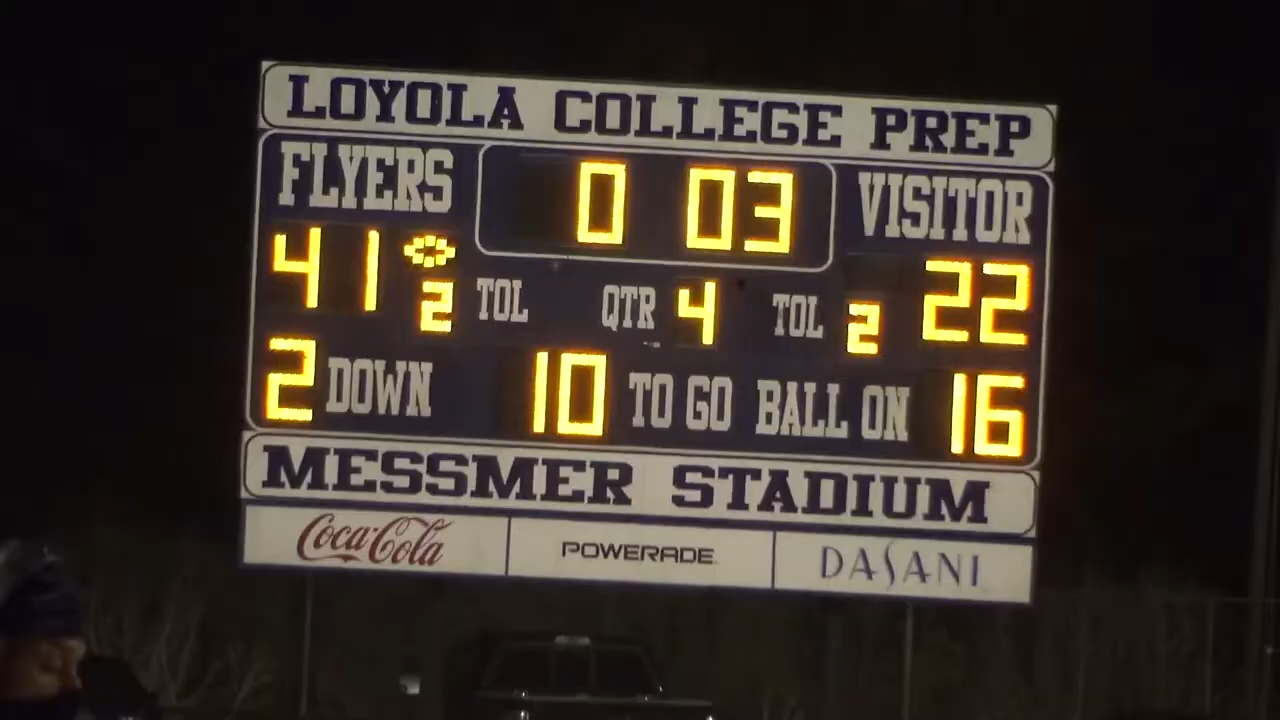 LOYOLA COLLEGE PREP
FLYERS 0 03 VISITOR
41 2 TOL QTR 4 TOL 2 22
2 DOWN 10 TO GO BALL ON 16
MESSMER STADIUM
Coca-Cola POWERADE DASANI